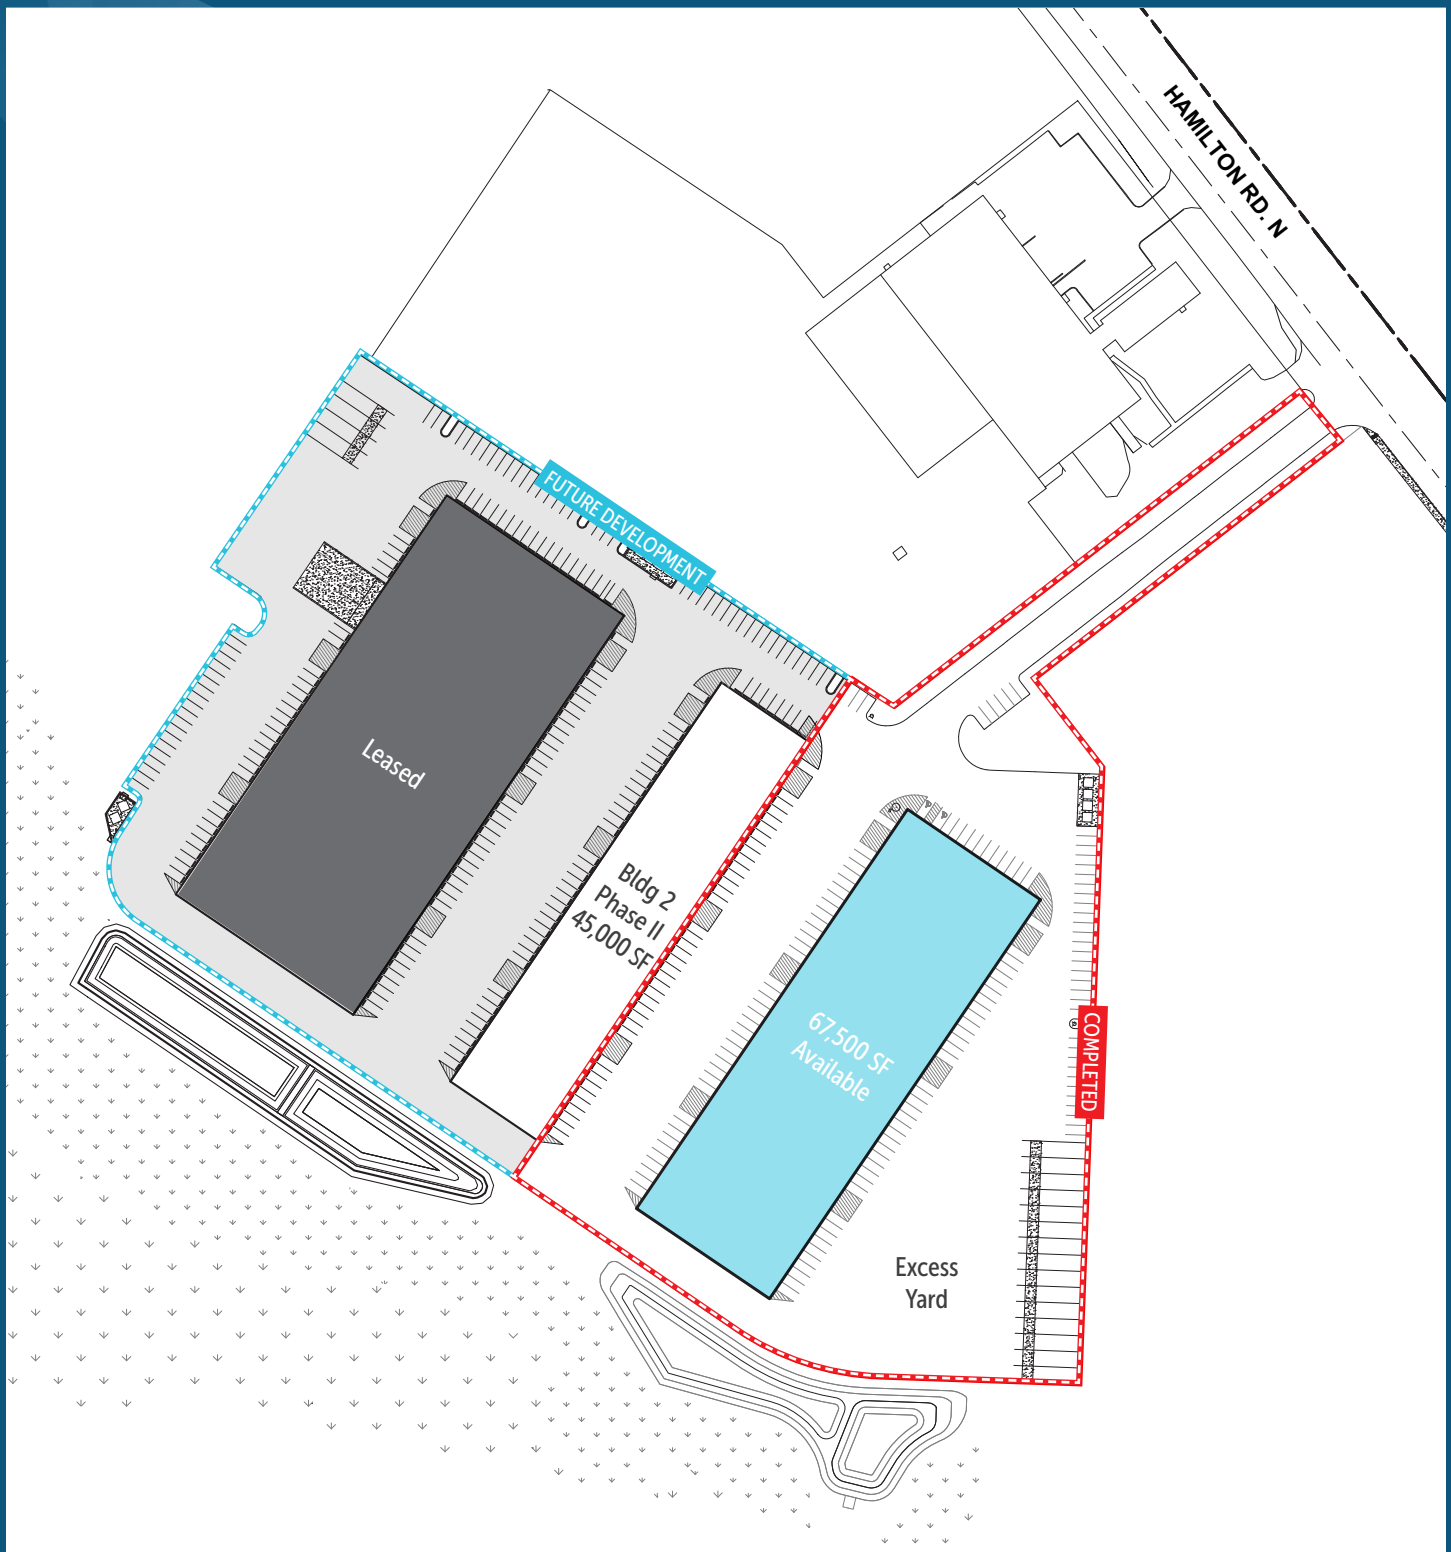 HAMILTON RD. N
FUTURE DEVELOPMENT
Leased
Bldg 2
Phase II
45,000 SF
67,500 SF
Available
COMPLETED
Excess
Yard